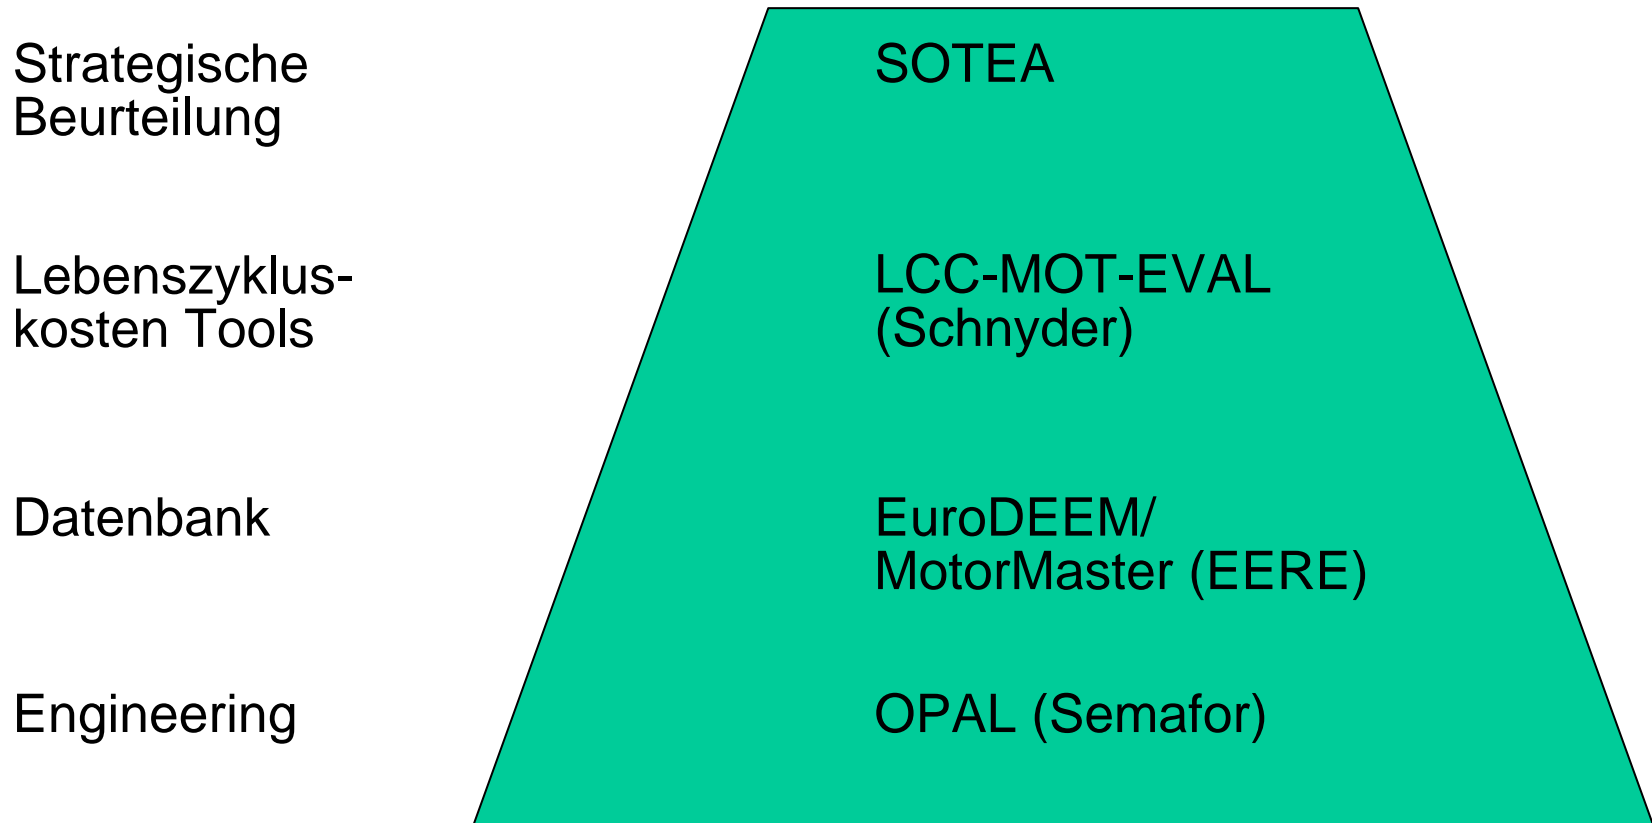 Strategische
Beurteilung
SOTEA
Lebenszyklus-
kosten Tools
LCC-MOT-EVAL
(Schnyder)
Datenbank
EuroDEEM/
MotorMaster (EERE)
Engineering
OPAL (Semafor)